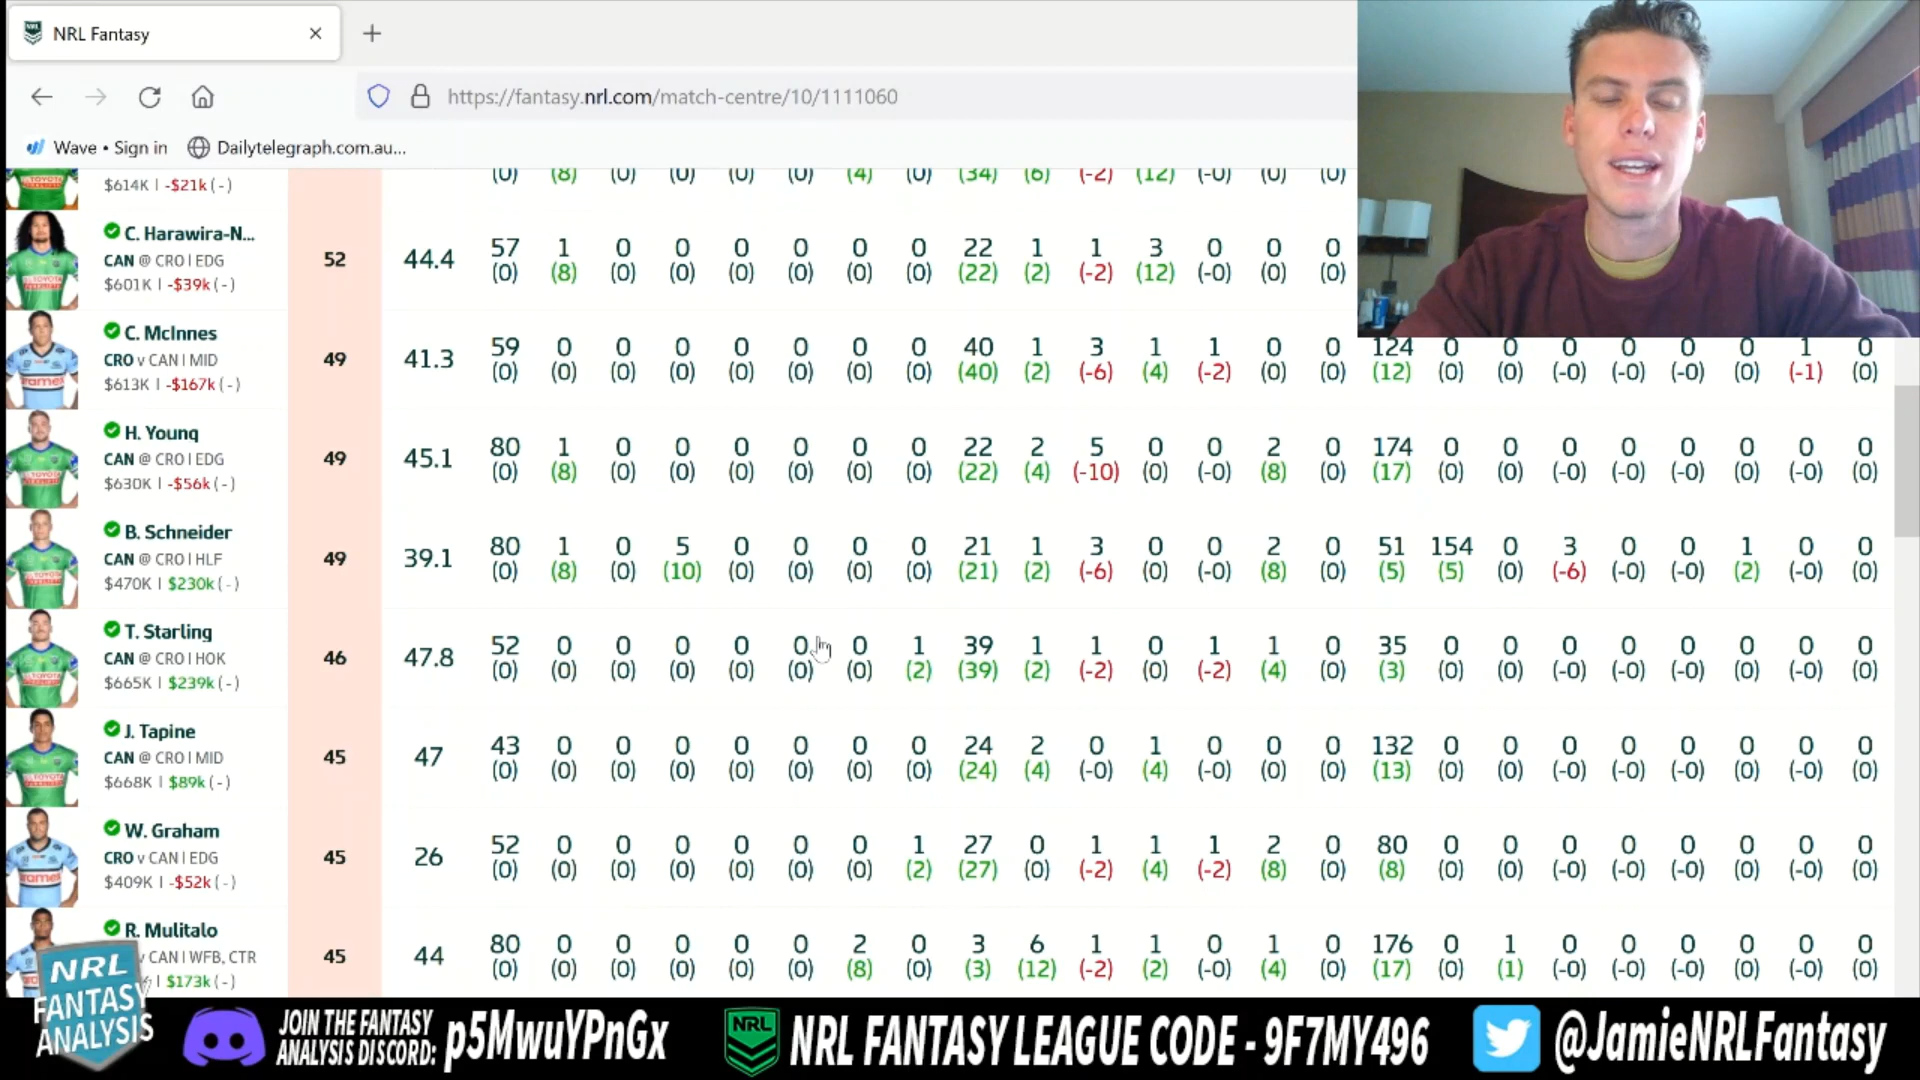 NRL Fantasy
https://fantasy.nrl.com/match-centre/10/1111060
Wave • Sign in Dailytelegraph.com.au...
$614K | -$21k (-) (0) (8) (0) (0) (0) (0) (4) (0) (34) (6) (-2) (12) (-0) (0) (0)
C. Harawira-N... 57 1 0 0 0 0 0 0 22 1 1 3 0 0 0
CAN @ CRO | EDG 52 44.4
$601K | -$39k (-) (0) (8) (0) (0) (0) (0) (0) (0) (22) (2) (-2) (12) (-0) (0) (0)
C. McInnes 59 0 0 0 0 0 0 0 40 1 3 1 1 0 0 124 0 0 0 0 0 0 1 0
CRO v CAN | MID 49 41.3
$613K | -$167k (-) (0) (0) (0) (0) (0) (0) (0) (0) (40) (2) (-6) (4) (-2) (0) (0) (12) (0) (0) (-0) (-0) (-0) (0) (-1) (0)
H. Young 80 1 0 0 0 0 0 0 22 2 5 0 0 2 0 174 0 0 0 0 0 0 0 0
CAN @ CRO | EDG 49 45.1
$630K | -$56k (-) (0) (8) (0) (0) (0) (0) (0) (0) (22) (4) (-10) (0) (-0) (8) (0) (17) (0) (0) (-0) (-0) (-0) (0) (-0) (0)
B. Schneider 80 1 0 5 0 0 0 0 21 1 3 0 0 2 0 51 154 0 3 0 0 1 0 0
CAN @ CRO | HLF 49 39.1
$470K | $230k (-) (0) (8) (0) (10) (0) (0) (0) (0) (21) (2) (-6) (0) (-0) (8) (0) (5) (5) (0) (-6) (-0) (-0) (2) (-0) (0)
T. Starling 52 0 0 0 0 0 0 1 39 1 1 0 1 1 0 35 0 0 0 0 0 0 0 0
CAN @ CRO | HOK 46 47.8
$665K | $239k (-) (0) (0) (0) (0) (0) (0) (0) (2) (39) (2) (-2) (0) (-2) (4) (0) (3) (0) (0) (-0) (-0) (-0) (0) (-0) (0)
J. Tapine 43 0 0 0 0 0 0 0 24 2 0 1 0 0 0 132 0 0 0 0 0 0 0 0
CAN @ CRO | MID 45 47
$668K | $89k (-) (0) (0) (0) (0) (0) (0) (0) (0) (24) (4) (-0) (4) (-0) (0) (0) (13) (0) (0) (-0) (-0) (-0) (0) (-0) (0)
W. Graham 52 0 0 0 0 0 0 1 27 0 1 1 1 2 0 80 0 0 0 0 0 0 0 0
CRO v CAN | EDG 45 26
$409K | -$52k (-) (0) (0) (0) (0) (0) (0) (0) (2) (27) (0) (-2) (4) (-2) (8) (0) (8) (0) (0) (-0) (-0) (-0) (0) (-0) (0)
R. Mulitalo 80 0 0 0 0 0 2 0 3 6 1 1 0 1 0 176 0 1 0 0 0 0 0 0
v CAN | WFB, CTR 45 44
| $173k (-) (0) (0) (0) (0) (0) (0) (8) (0) (3) (12) (-2) (2) (-0) (4) (0) (17) (0) (1) (-0) (-0) (-0) (0) (-0) (0)
NRL
FANTASY
ANALYSIS
JOIN THE FANTASY
ANALYSIS DISCORD: p5MwuYPnGx
NRL
NRL FANTASY LEAGUE CODE - 9F7MY496
@JamieNRLFantasy